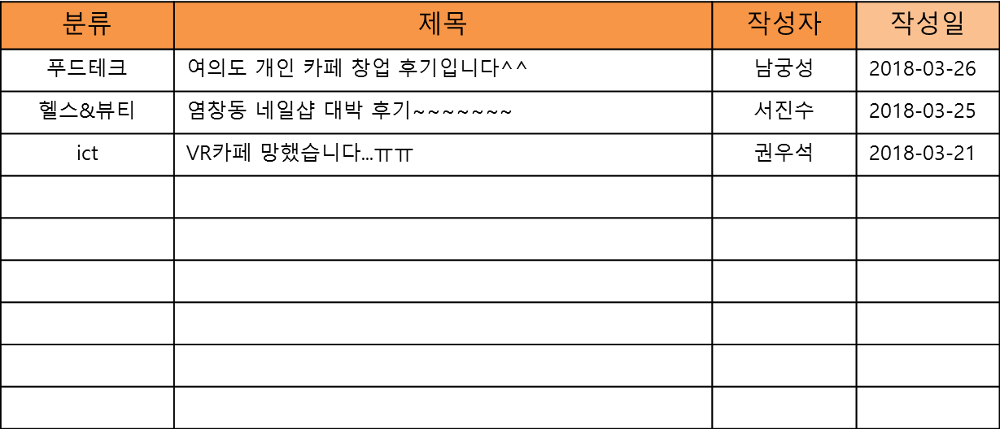 분류 제목 작성자 작성일
푸드테크 여의도 개인 카페 창업 후기입니다^^ 남궁성 2018-03-26
헬스&뷰티 염창동 네일샵 대박 후기~~~~~~~ 서진수 2018-03-25
ict VR카페 망했습니다...ㅠㅠ 권우석 2018-03-21